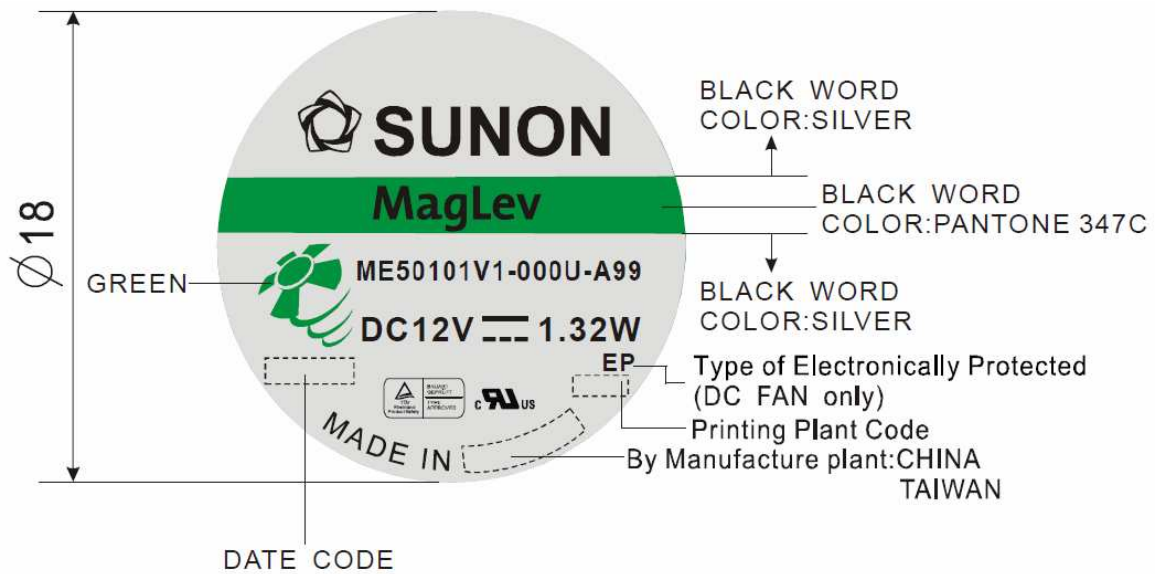 BLACK WORD
COLOR:SILVER
SUNON
MagLev
BLACK WORD
COLOR:PANTONE 347C
Ø18
GREEN
ME50101V1-000U-A99
BLACK WORD
COLOR:SILVER
DC12V 1.32W
EP
Type of Electronically Protected
(DC FAN only)
c US
Printing Plant Code
MADE IN
By Manufacture plant:CHINA
TAIWAN
DATE CODE